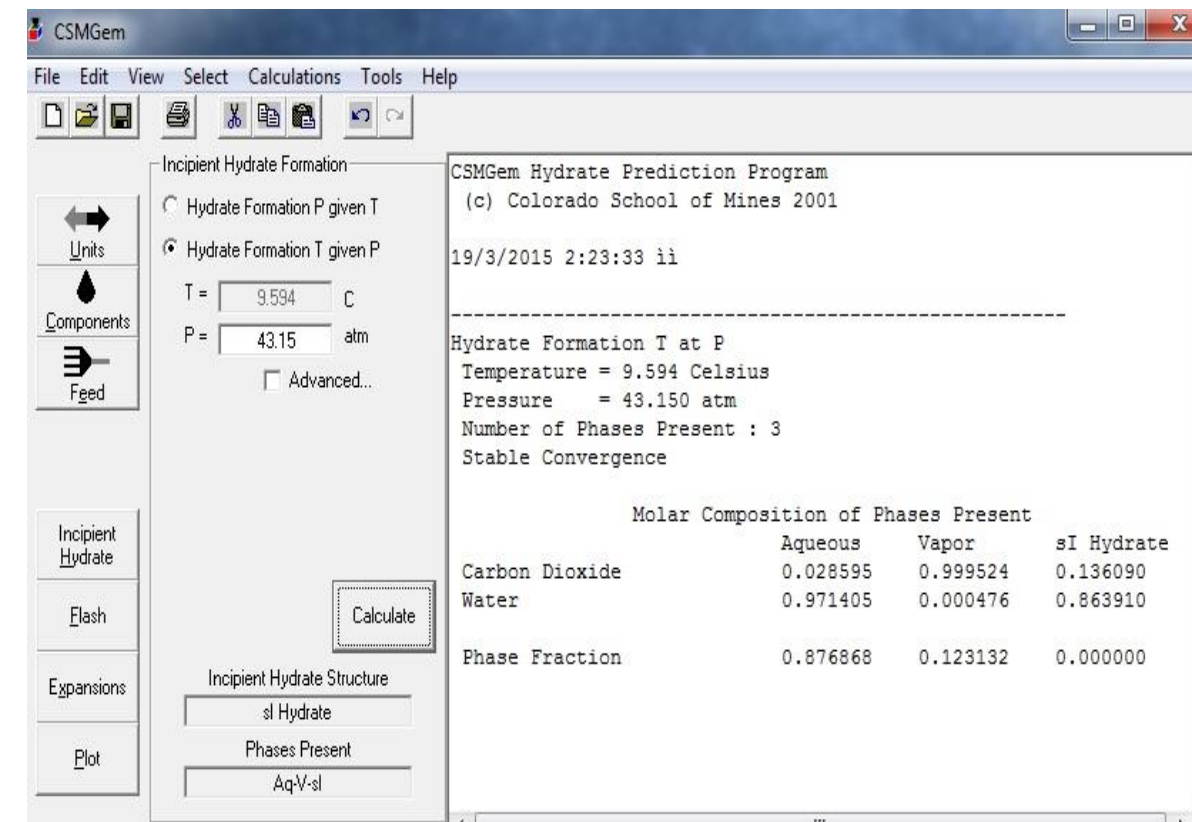 CSMGem
File Edit View Select Calculations Tools Help
Units
Components
Feed
Incipient Hydrate
Flash
Expansions
Plot
Incipient Hydrate Formation
Hydrate Formation P given T
Hydrate Formation T given P
T = 9.594 C
P = 43.15 atm
Advanced...
Calculate
Incipient Hydrate Structure
sI Hydrate
Phases Present
Aq-V-sI
CSMGem Hydrate Prediction Program
(c) Colorado School of Mines 2001
19/3/2015 2:23:33 ìì
------------------------------------------------------
Hydrate Formation T at P
Temperature = 9.594 Celsius
Pressure = 43.150 atm
Number of Phases Present : 3
Stable Convergence
Molar Composition of Phases Present
Aqueous Vapor sI Hydrate
Carbon Dioxide 0.028595 0.999524 0.136090
Water 0.971405 0.000476 0.863910
Phase Fraction 0.876868 0.123132 0.000000